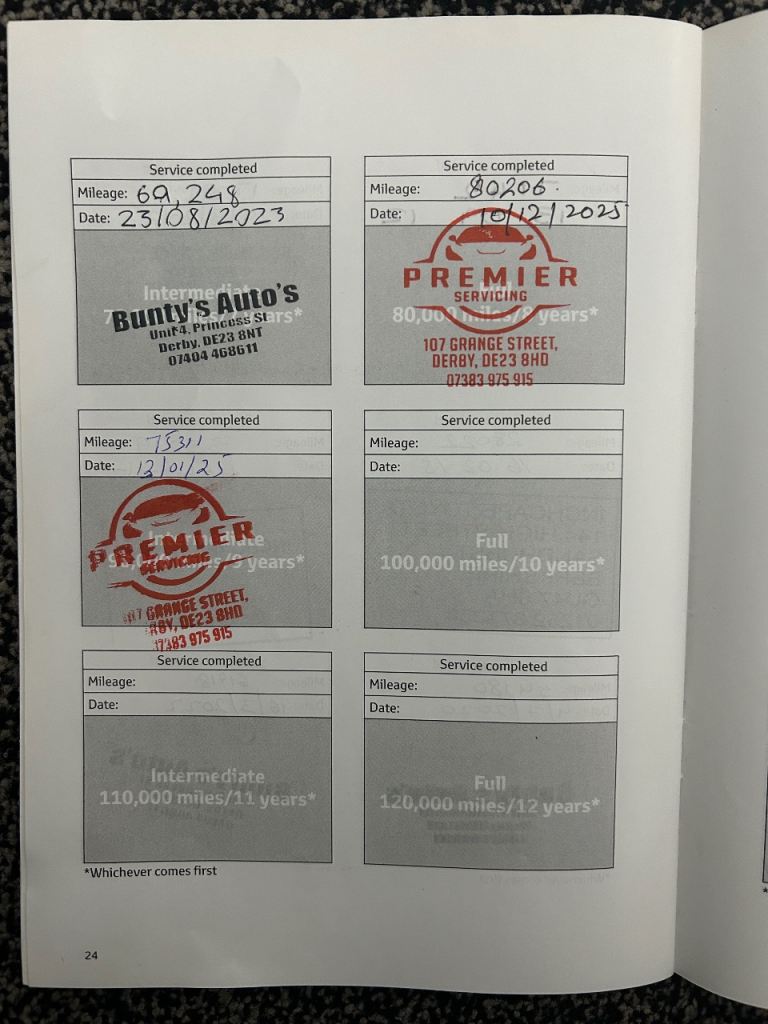 Service completed
Mileage: 69,248
Date: 23/08/2023
Intermediate
Bunty's Auto's
Unit 4, Princess St
Derby, DE23 8NT
07404 468611
Service completed
Mileage: 80206.
Date: 10/12/2025
PREMIER
SERVICING
80,000 miles/8 years*
107 GRANGE STREET,
DERBY, DE23 8HD
07383 975 915
Service completed
Mileage: 75311
Date: 12/01/25
PREMIER
SERVICING
years*
GRANGE STREET,
DE23 8HD
975 915
Service completed
Mileage:
Date:
Full
100,000 miles/10 years*
Service completed
Mileage:
Date:
Intermediate
110,000 miles/11 years*
Service completed
Mileage:
Date:
Full
120,000 miles/12 years*
*Whichever comes first
24